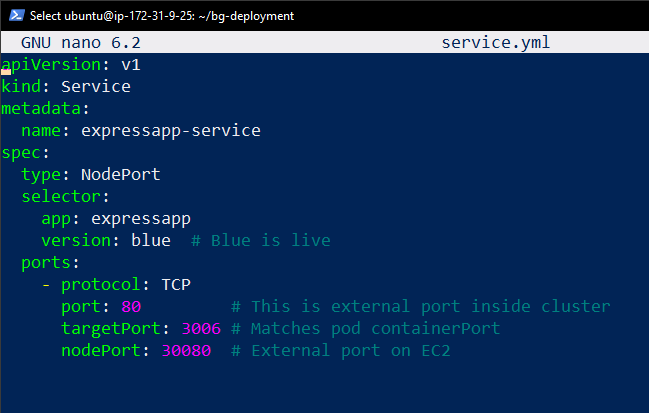 Select ubuntu@ip-172-31-9-25: ~/bg-deployment
GNU nano 6.2 service.yml
apiVersion: v1
kind: Service
metadata:
  name: expressapp-service
spec:
  type: NodePort
  selector:
    app: expressapp
    version: blue  # Blue is live
  ports:
    - protocol: TCP
      port: 80         # This is external port inside cluster
      targetPort: 3006 # Matches pod containerPort
      nodePort: 30080  # External port on EC2